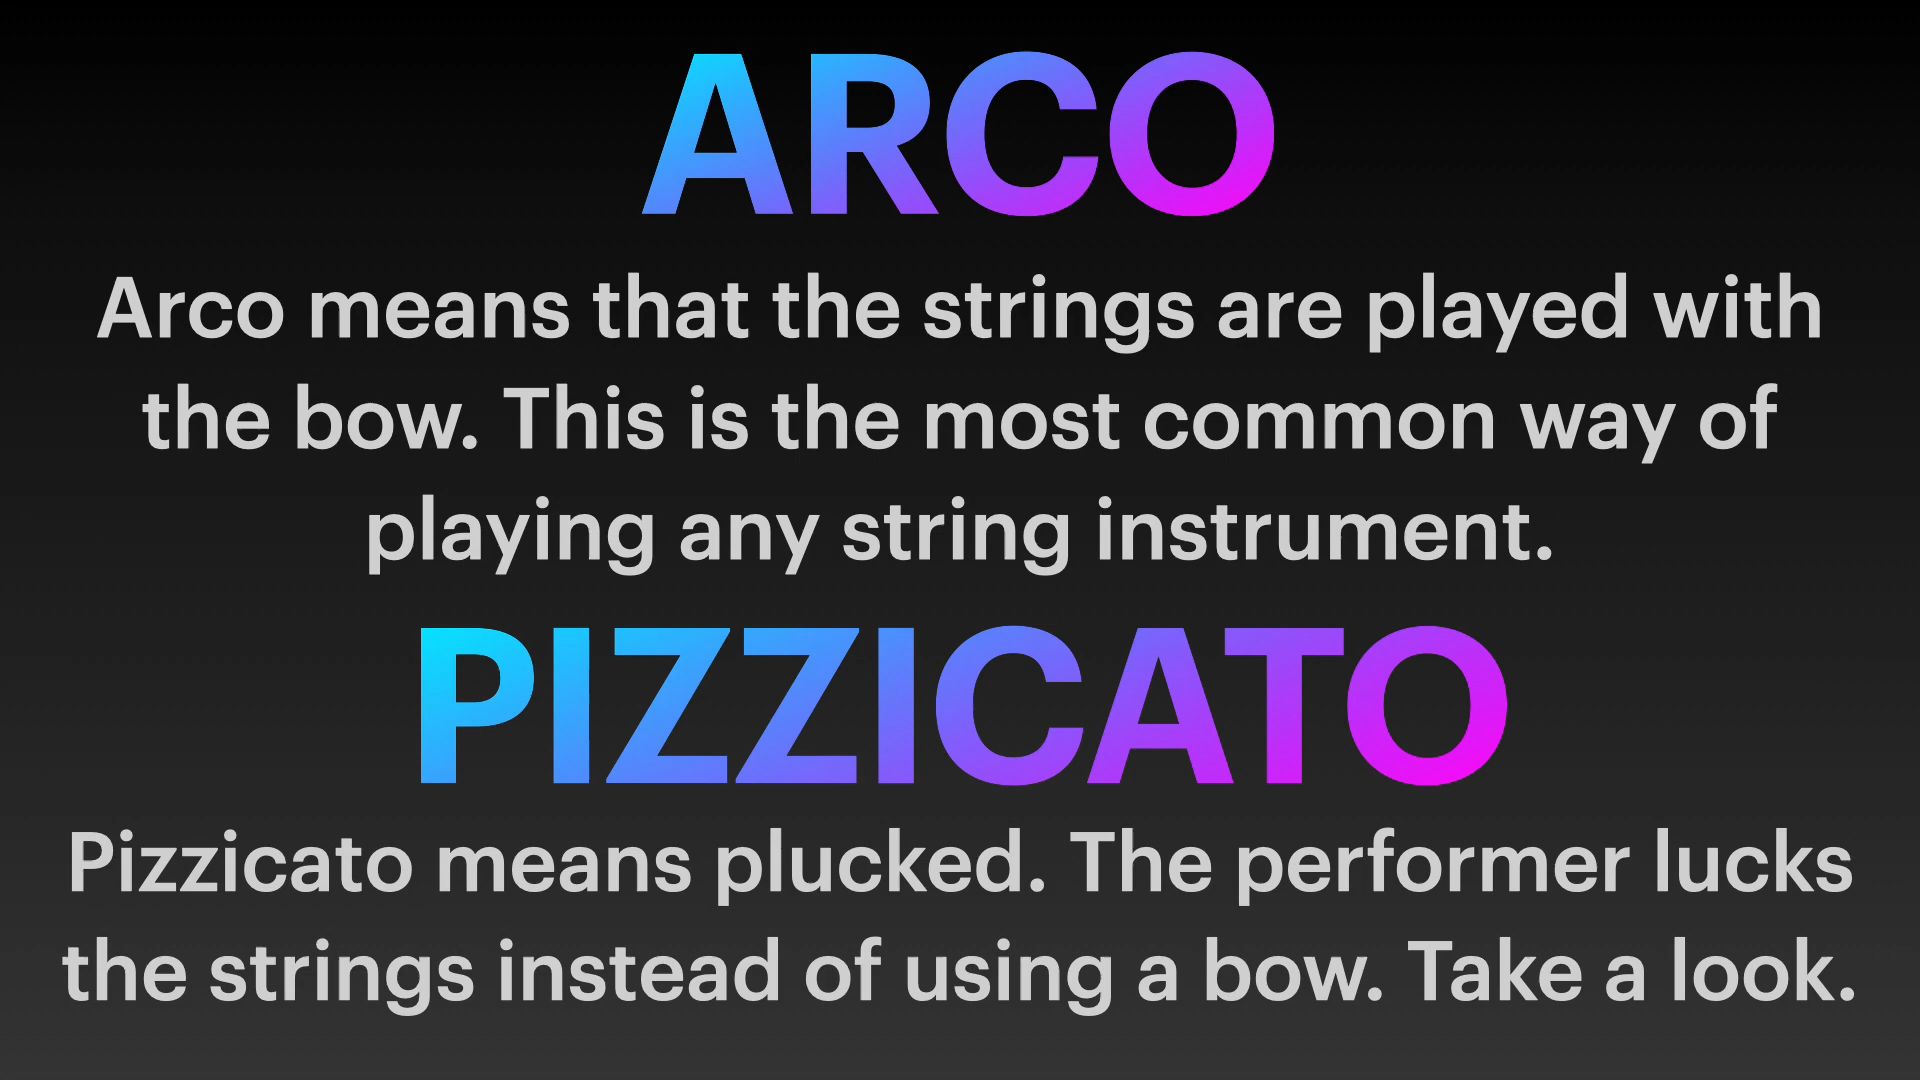 ARCO
Arco means that the strings are played with
the bow. This is the most common way of
playing any string instrument.
PIZZICATO
Pizzicato means plucked. The performer lucks
the strings instead of using a bow. Take a look.